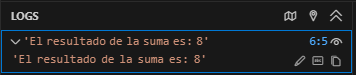 LOGS
'El resultado de la suma es: 8' 6:5
'El resultado de la suma es: 8'